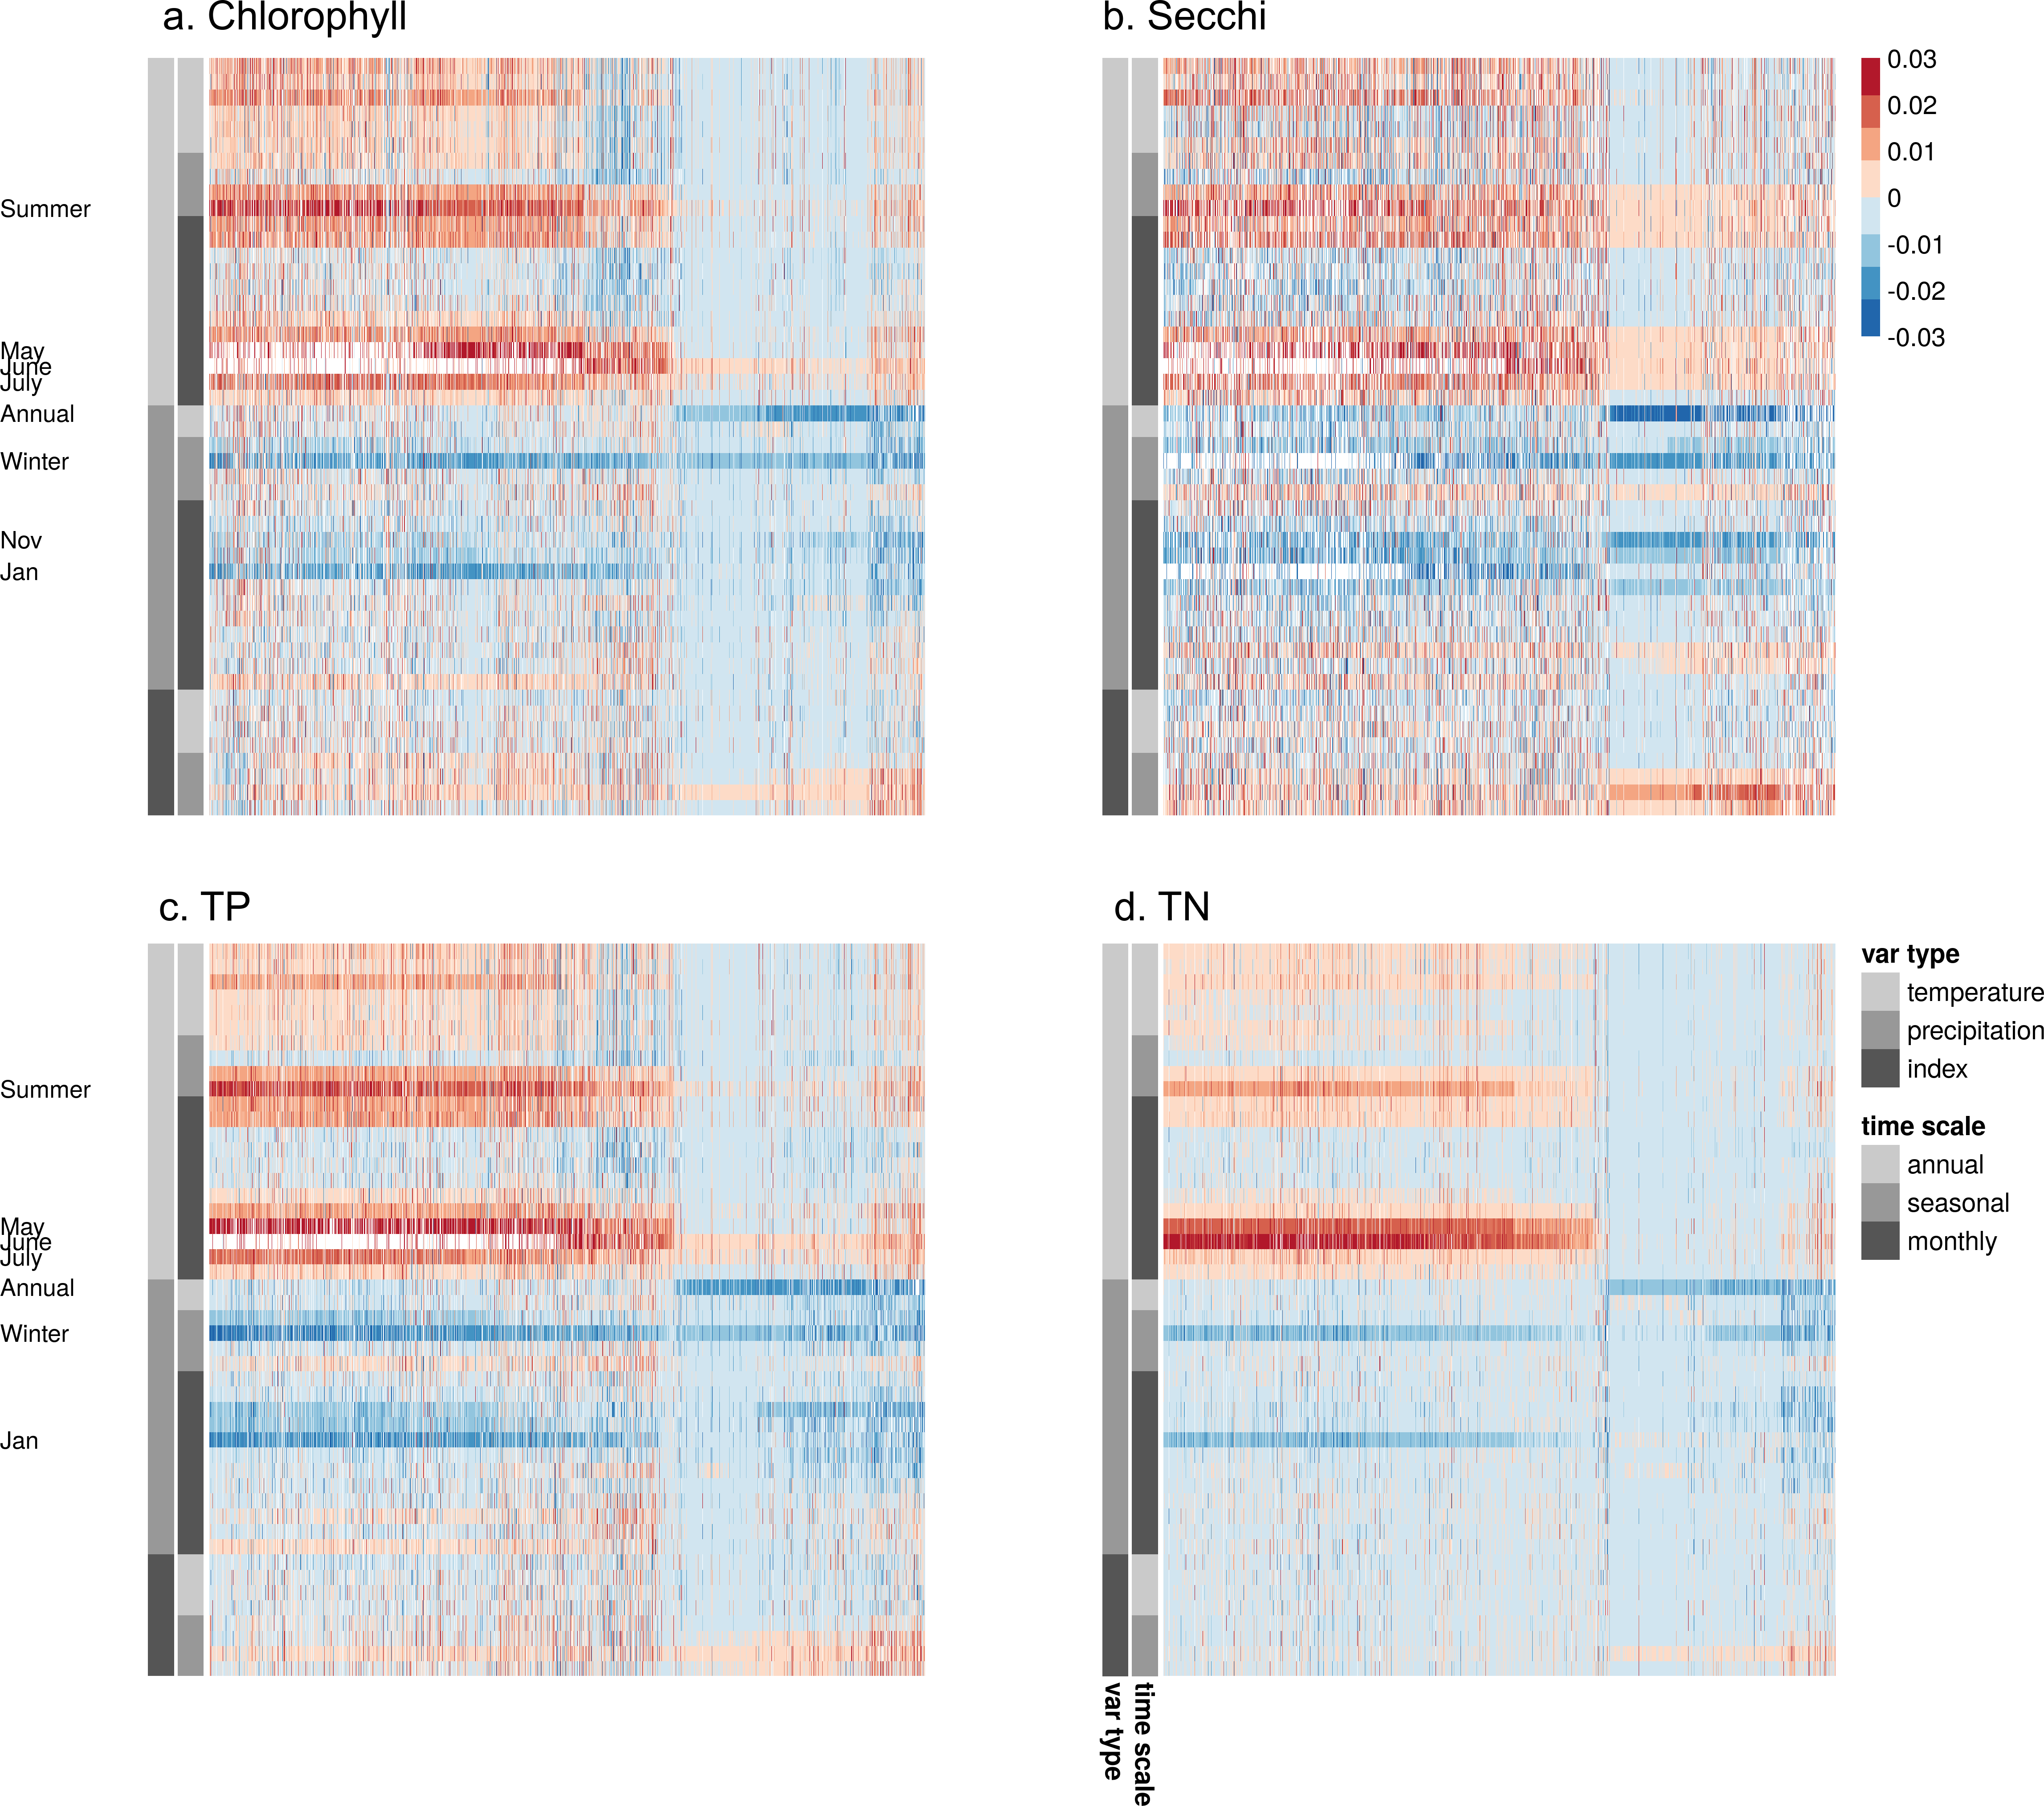 a. Chlorophyll
b. Secchi
0.03
0.02
0.01
0
-0.01
-0.02
-0.03
Summer
May
June
July
Annual
Winter
Nov
Jan
c. TP
d. TN
Summer
May
June
July
Annual
Winter
Jan
var type
temperature
precipitation
index
time scale
annual
seasonal
monthly
var type
time scale